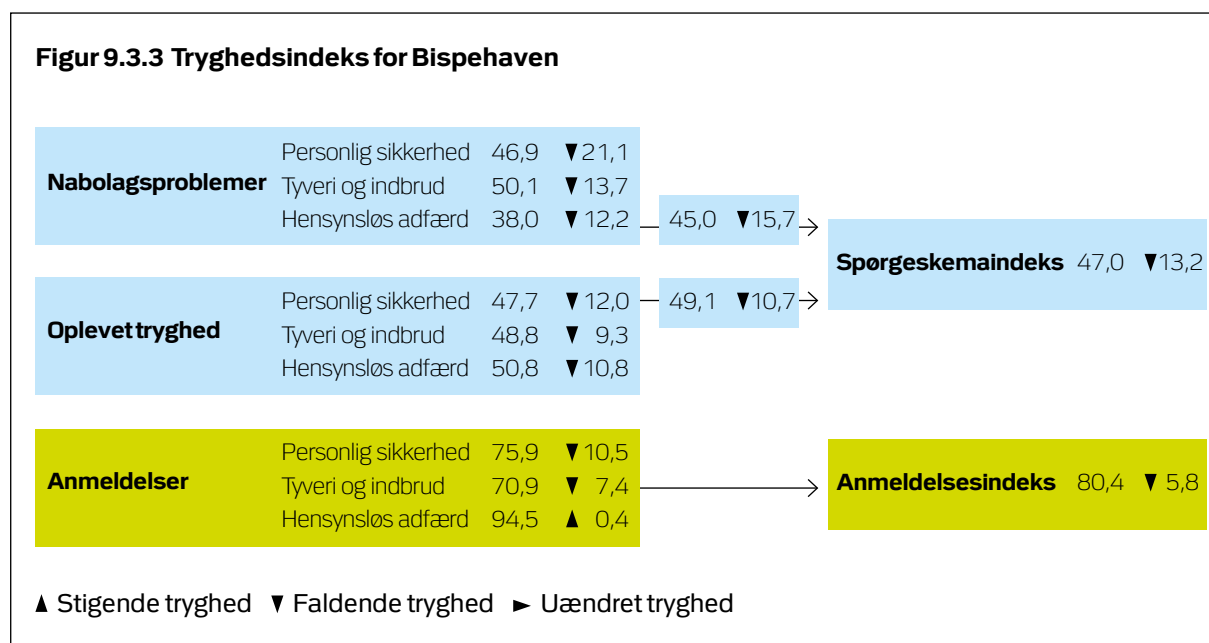 Figur 9.3.3 Tryghedsindeks for Bispehaven
Nabolagsproblemer
Personlig sikkerhed 46,9 ▼21,1
Tyveri og indbrud 50,1 ▼13,7
Hensynsløs adfærd 38,0 ▼12,2
45,0 ▼15,7
Oplevet tryghed
Personlig sikkerhed 47,7 ▼12,0
Tyveri og indbrud 48,8 ▼ 9,3
Hensynsløs adfærd 50,8 ▼10,8
49,1 ▼10,7
Spørgeskemaindeks 47,0 ▼13,2
Anmeldelser
Personlig sikkerhed 75,9 ▼10,5
Tyveri og indbrud 70,9 ▼ 7,4
Hensynsløs adfærd 94,5 ▲ 0,4
Anmeldelsesindeks 80,4 ▼ 5,8
▲ Stigende tryghed ▼ Faldende tryghed ► Uændret tryghed